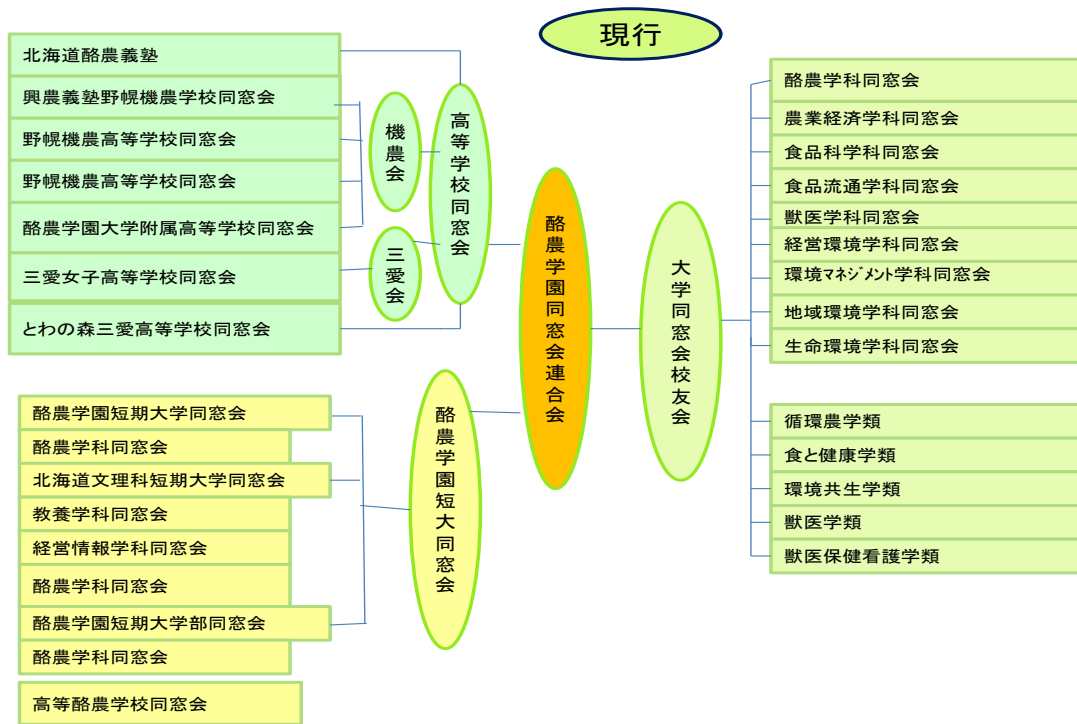 現行
北海道酪農義塾
興農義塾野幌機農学校同窓会
野幌機農高等学校同窓会
野幌機農高等学校同窓会
酪農学園大学附属高等学校同窓会
三愛女子高等学校同窓会
とわの森三愛高等学校同窓会
機農会
三愛会
高等学校同窓会
酪農学園短期大学同窓会
酪農学科同窓会
北海道文理科短期大学同窓会
教養学科同窓会
経営情報学科同窓会
酪農学科同窓会
酪農学園短期大学部同窓会
酪農学科同窓会
高等酪農学校同窓会
酪農学園短大同窓会
酪農学園同窓会連合会
大学同窓会校友会
酪農学科同窓会
農業経済学科同窓会
食品科学科同窓会
食品流通学科同窓会
獣医学科同窓会
経営環境学科同窓会
環境マネジメント学科同窓会
地域環境学科同窓会
生命環境学科同窓会
循環農学類
食と健康学類
環境共生学類
獣医学類
獣医保健看護学類